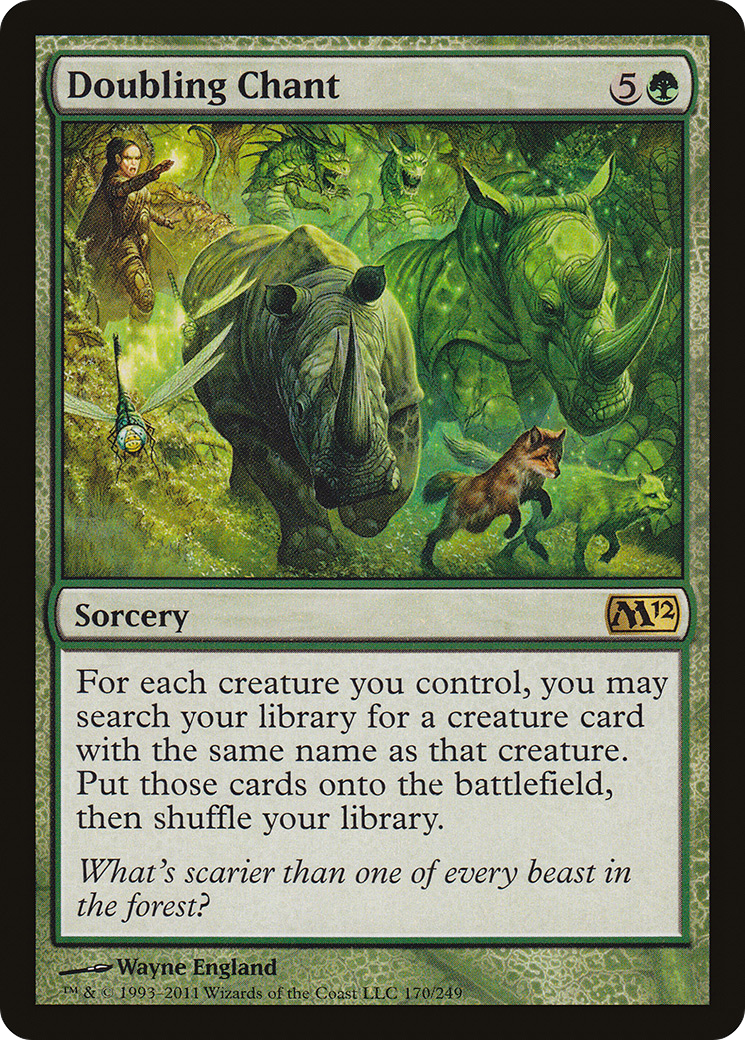 Doubling Chant 5
Sorcery M12
For each creature you control, you may
search your library for a creature card
with the same name as that creature.
Put those cards onto the battlefield,
then shuffle your library.
What's scarier than one of every beast in
the forest?
Wayne England
™ & © 1993–2011 Wizards of the Coast LLC 170/249